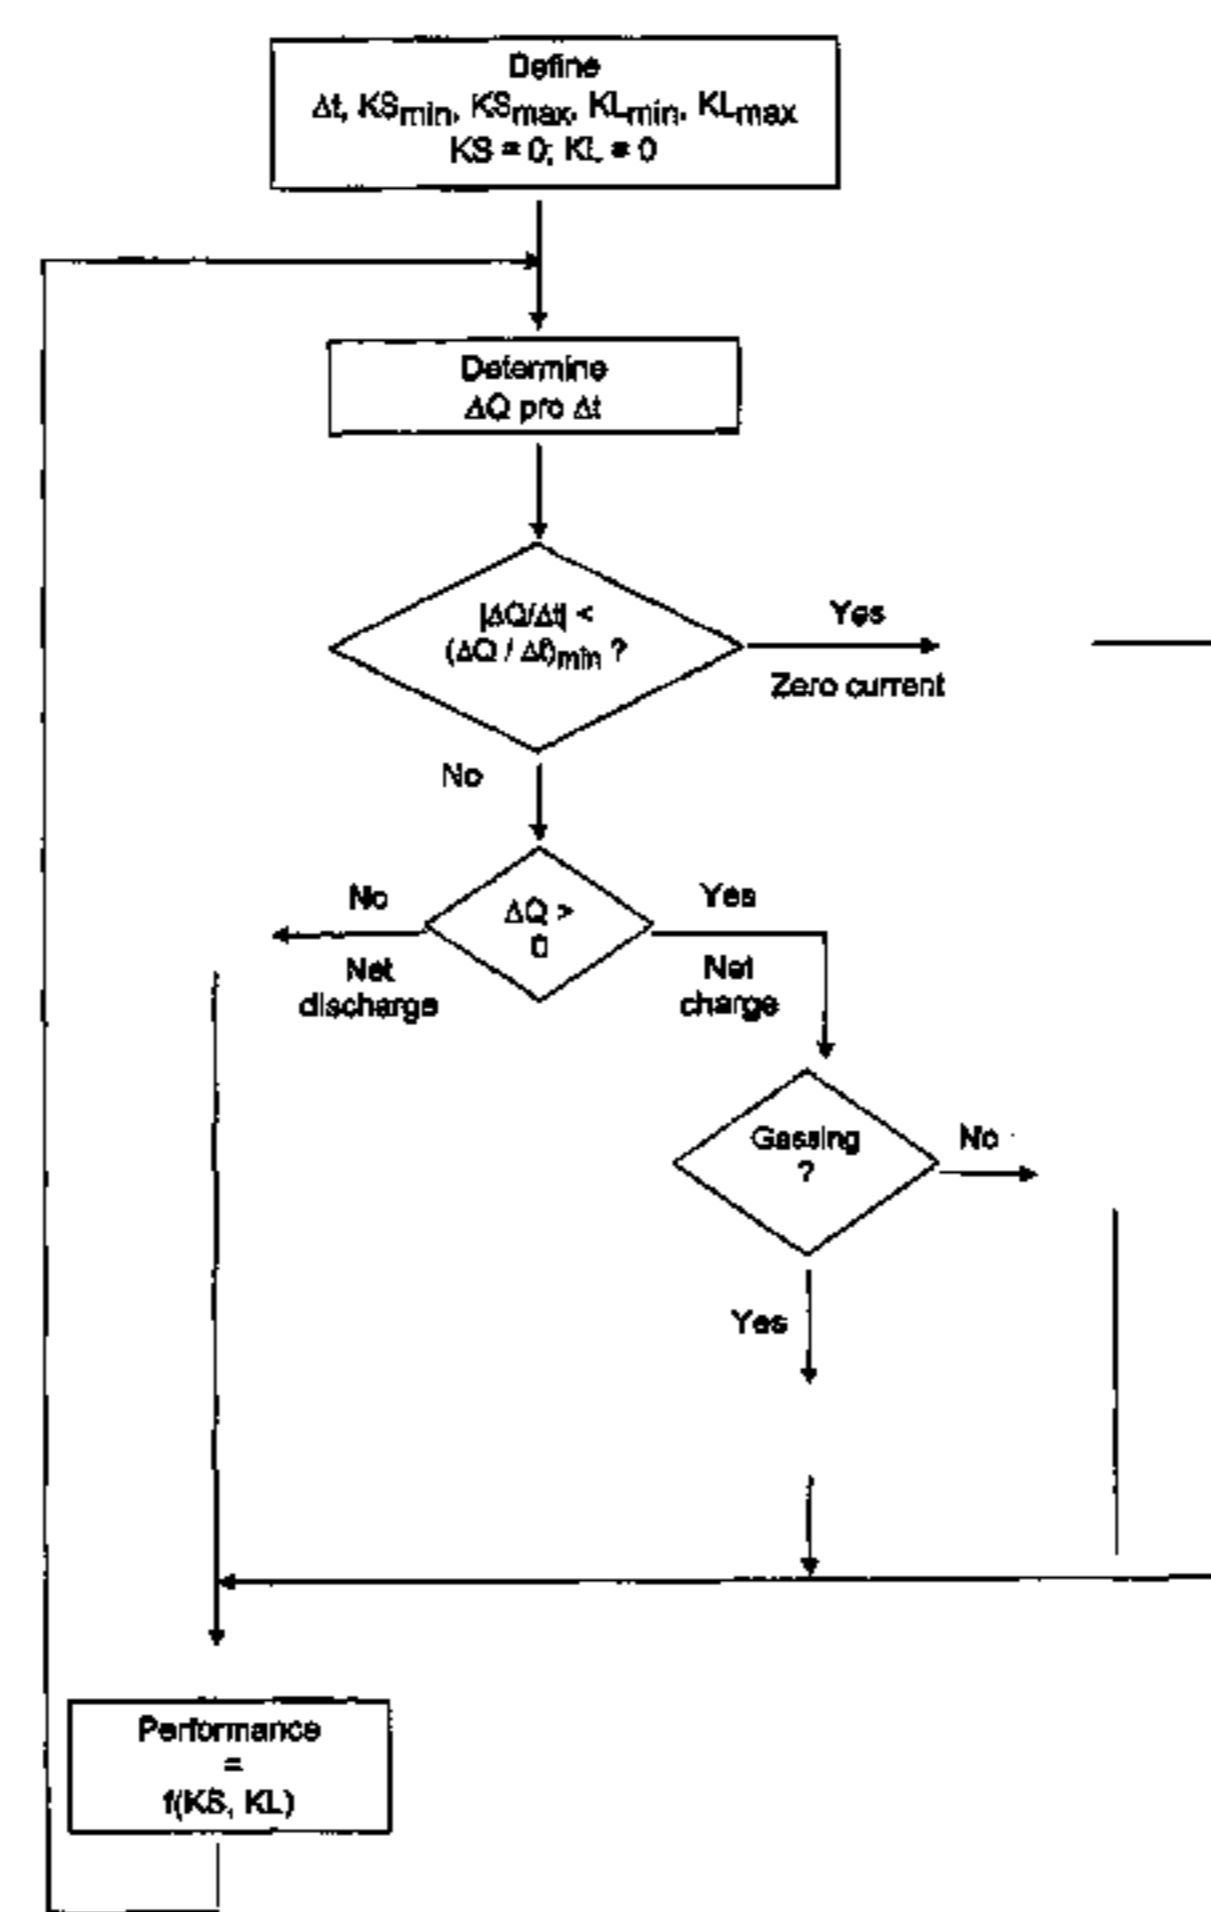 Define
Δt, KSmin, KSmax, KLmin, KLmax
KS = 0; KL = 0
Determine
ΔQ pro Δt
|ΔQ/Δt| <
(ΔQ / Δt)min ?
Yes
Zero current
No
No
ΔQ >
0
Yes
Net
discharge
Net
charge
Gassing
?
No
Yes
Performance
=
f(KS, KL)